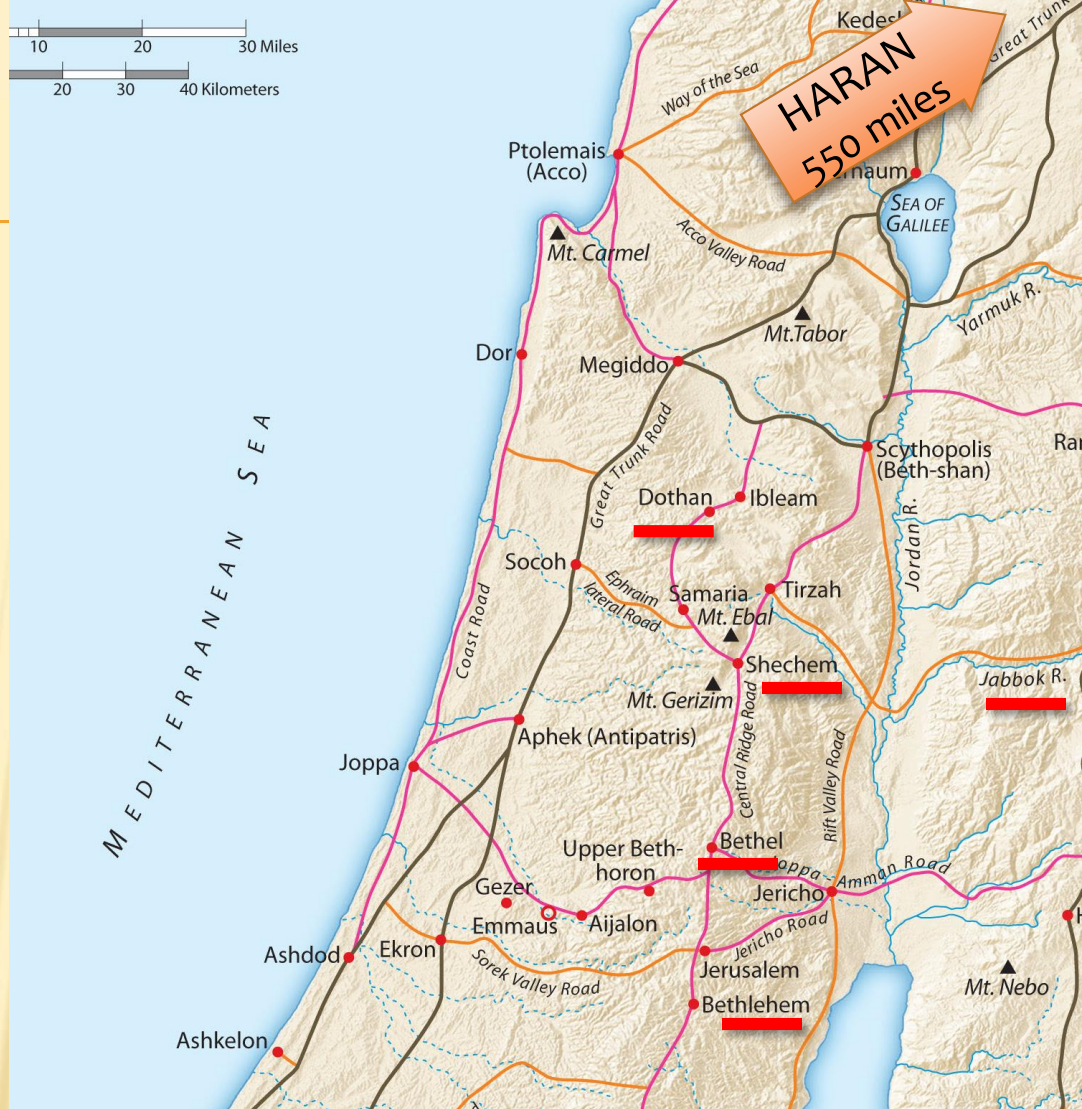 10 20 30 Miles
20 30 40 Kilometers
HARAN
550 miles
Great Trunk
Way of the Sea
Ptolemais
(Acco)
SEA OF
GALILEE
Acco Valley Road
Mt. Carmel
Yarmuk R.
Mt.Tabor
Dor
Megiddo
MEDITERRANEAN SEA
Great Trunk Road
Scythopolis
(Beth-shan)
Dothan
Ibleam
Jordan R.
Socoh
Ephraim
lateral Road
Samaria
Tirzah
Mt. Ebal
Coast Road
Shechem
Jabbok R.
Mt. Gerizim
Central Ridge Road
Aphek (Antipatris)
Rift Valley Road
Joppa
Bethel
Upper Beth-
horon
Joppa - Amman Road
Gezer
Jericho
Emmaus
Aijalon
Jericho Road
Ashdod
Ekron
Sorek Valley Road
Jerusalem
Mt. Nebo
Bethlehem
Ashkelon